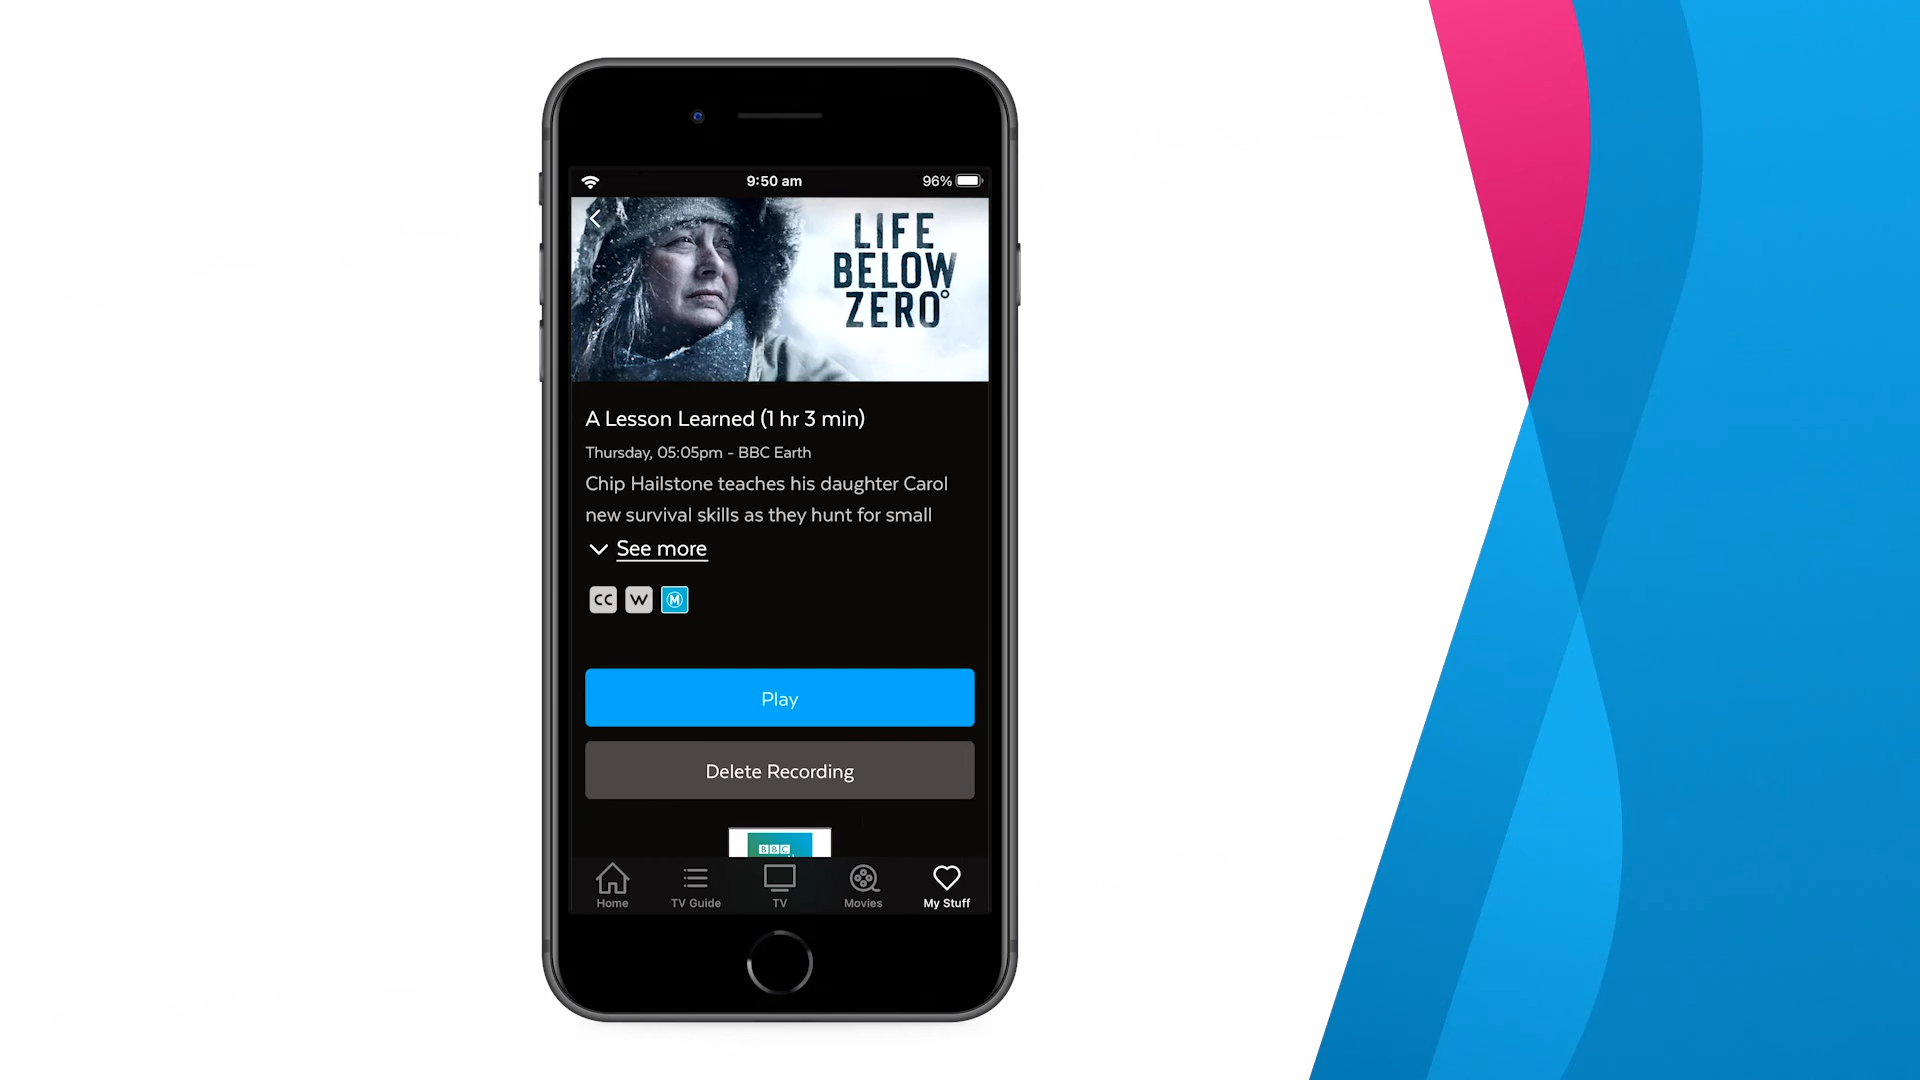 9:50 am
96%
LIFE
BELOW
ZERO°
A Lesson Learned (1 hr 3 min)
Thursday, 05:05pm - BBC Earth
Chip Hailstone teaches his daughter Carol
new survival skills as they hunt for small
See more
CC W M
Play
Delete Recording
BBC
Home
TV Guide
TV
Movies
My Stuff